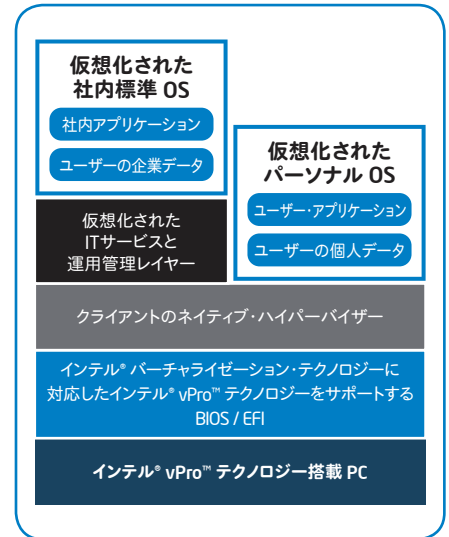 仮想化された
社内標準 OS
社内アプリケーション
ユーザーの企業データ
仮想化された
パーソナル OS
ユーザー・アプリケーション
ユーザーの個人データ
仮想化された
ITサービスと
運用管理レイヤー
クライアントのネイティブ・ハイパーバイザー
インテル® バーチャライゼーション・テクノロジーに
対応したインテル® vPro™ テクノロジーをサポートする
BIOS / EFI
インテル® vPro™ テクノロジー搭載 PC